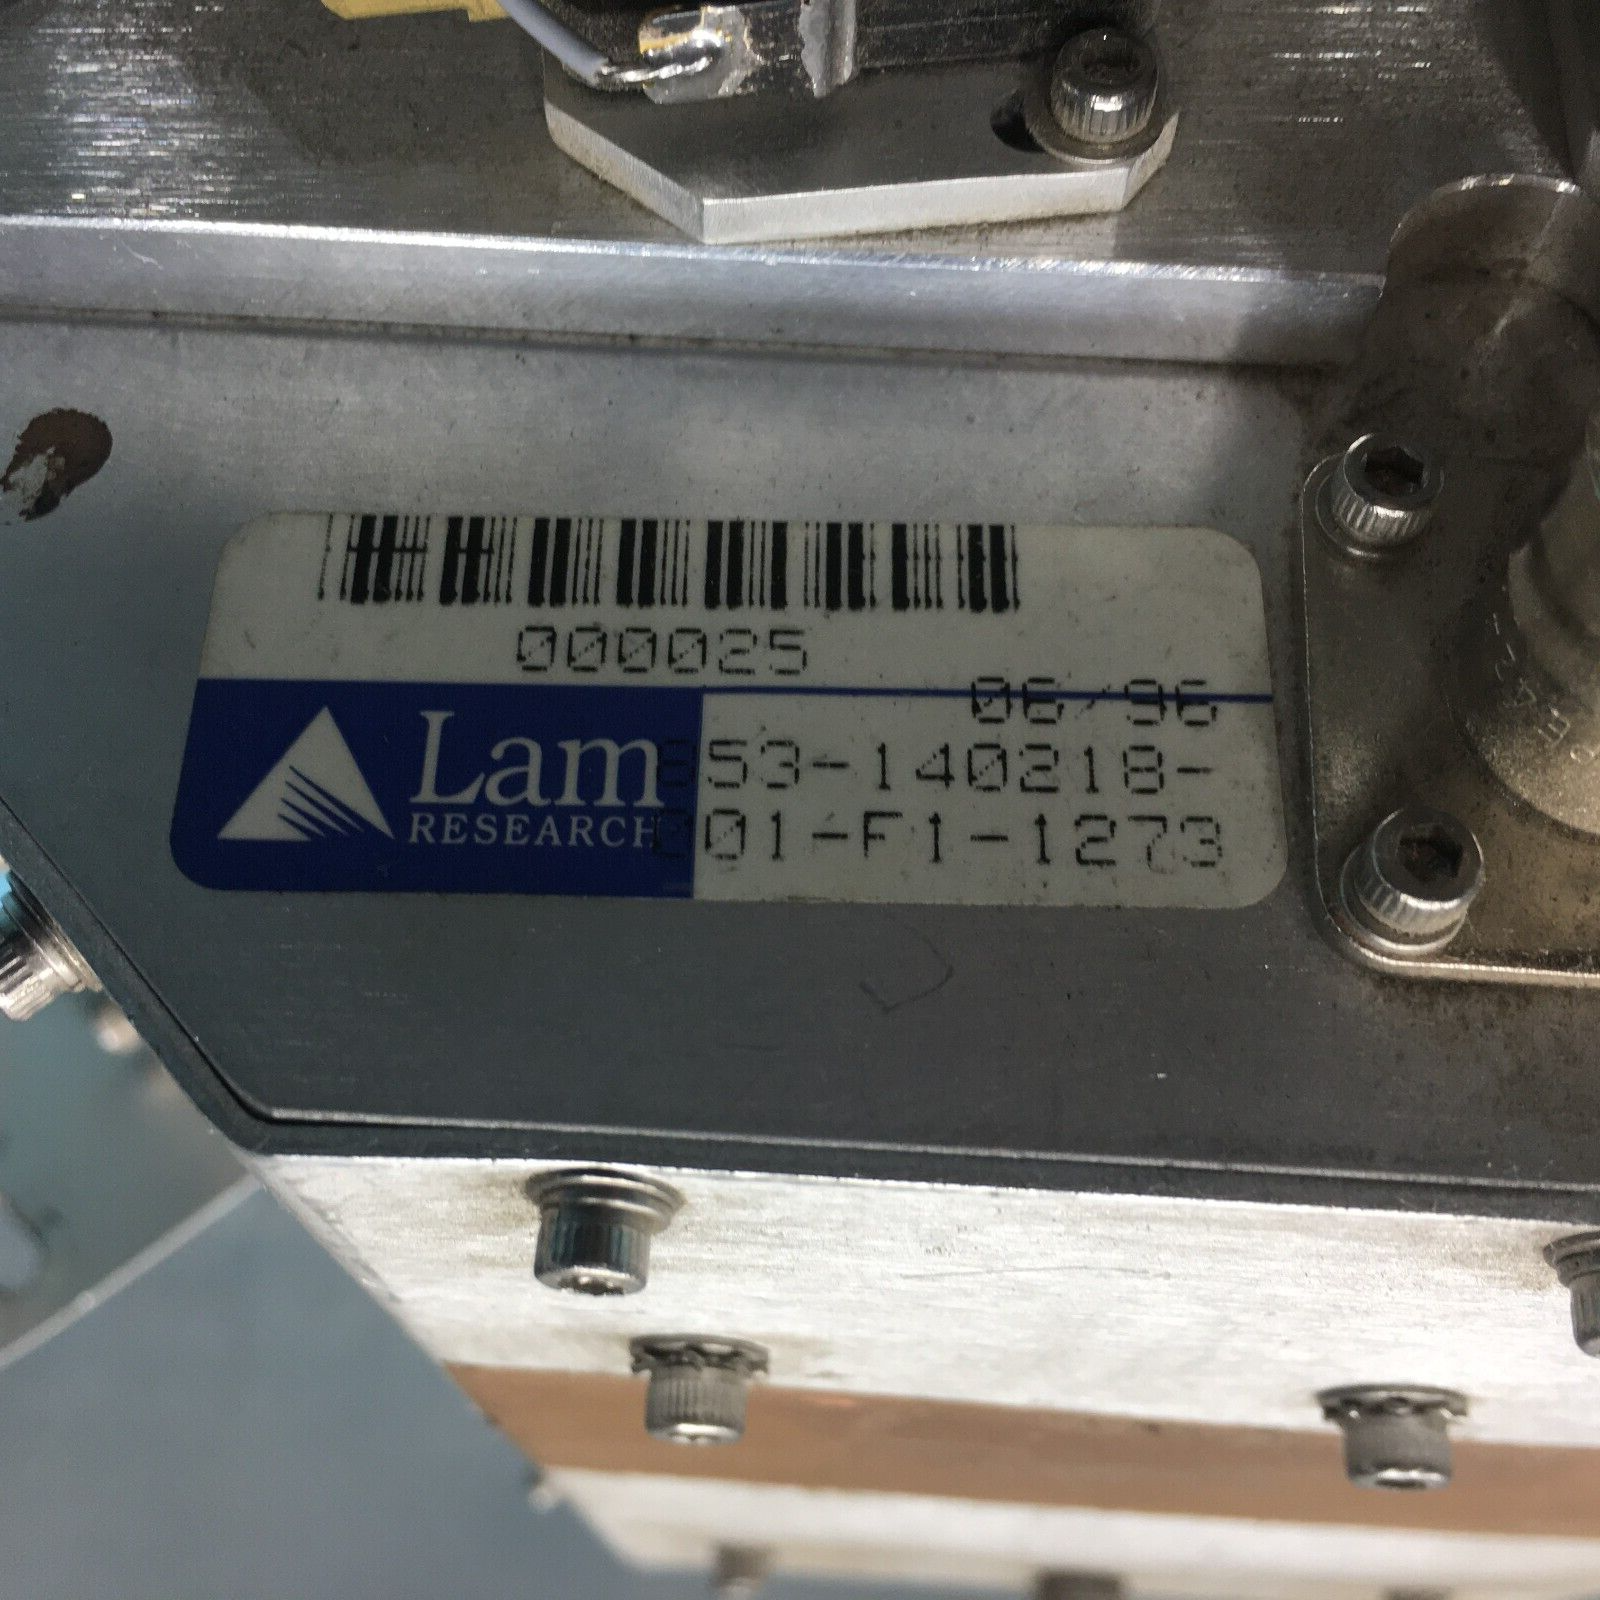 000025
06/96
Lam
RESEARCH
853-140218-
001-F1-1273